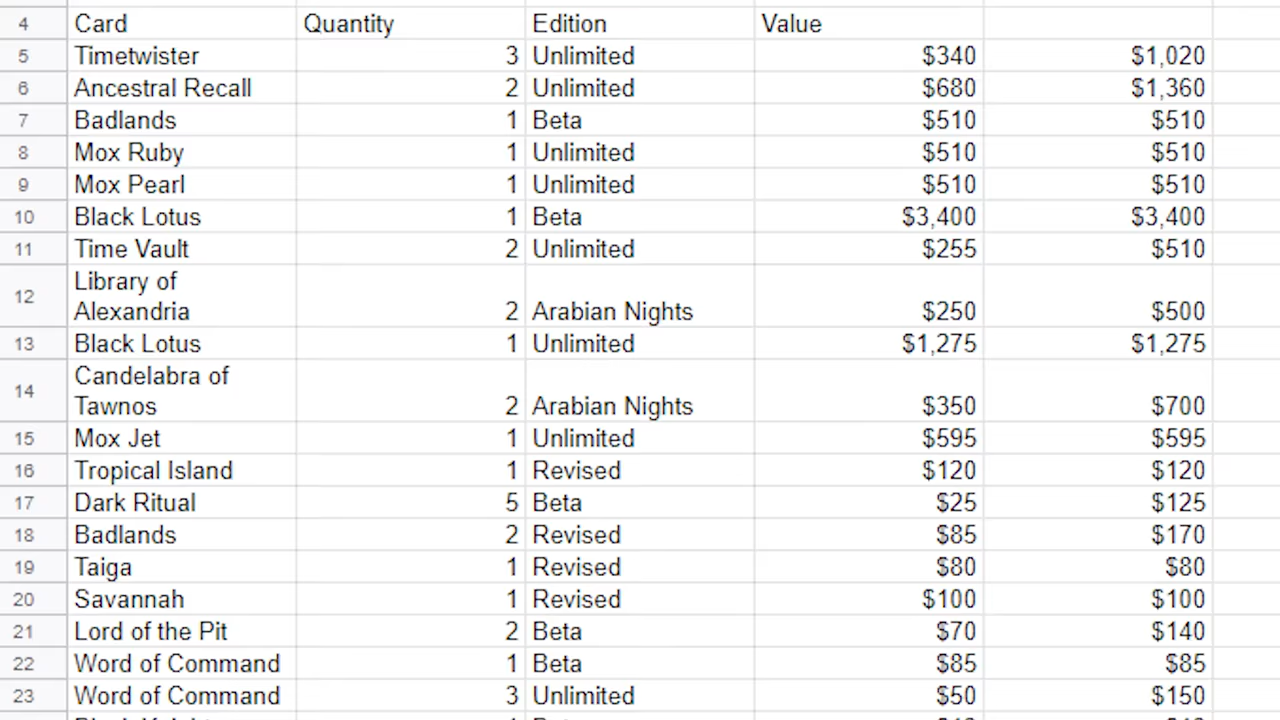 4 Card Quantity Edition Value
5 Timetwister 3 Unlimited $340 $1,020
6 Ancestral Recall 2 Unlimited $680 $1,360
7 Badlands 1 Beta $510 $510
8 Mox Ruby 1 Unlimited $510 $510
9 Mox Pearl 1 Unlimited $510 $510
10 Black Lotus 1 Beta $3,400 $3,400
11 Time Vault 2 Unlimited $255 $510
Library of
12 Alexandria 2 Arabian Nights $250 $500
13 Black Lotus 1 Unlimited $1,275 $1,275
Candelabra of
14 Tawnos 2 Arabian Nights $350 $700
15 Mox Jet 1 Unlimited $595 $595
16 Tropical Island 1 Revised $120 $120
17 Dark Ritual 5 Beta $25 $125
18 Badlands 2 Revised $85 $170
19 Taiga 1 Revised $80 $80
20 Savannah 1 Revised $100 $100
21 Lord of the Pit 2 Beta $70 $140
22 Word of Command 1 Beta $85 $85
23 Word of Command 3 Unlimited $50 $150